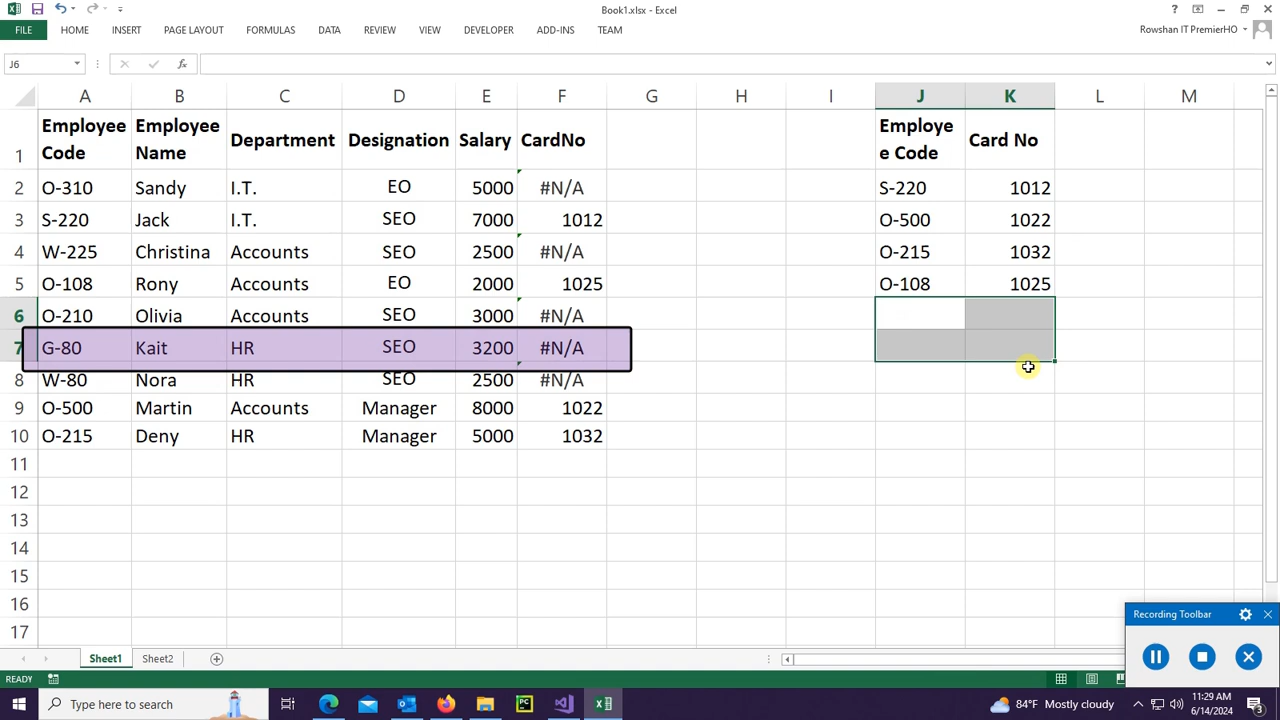 Book1.xlsx - Excel
FILE HOME INSERT PAGE LAYOUT FORMULAS DATA REVIEW VIEW DEVELOPER ADD-INS TEAM Rowshan IT PremierHO
J6 fx
A B C D E F G H I J K L M
1 Employee Code Employee Name Department Designation Salary CardNo Employe e Code Card No
2 O-310 Sandy I.T. EO 5000 #N/A S-220 1012
3 S-220 Jack I.T. SEO 7000 1012 O-500 1022
4 W-225 Christina Accounts SEO 2500 #N/A O-215 1032
5 O-108 Rony Accounts EO 2000 1025 O-108 1025
6 O-210 Olivia Accounts SEO 3000 #N/A
7 G-80 Kait HR SEO 3200 #N/A
8 W-80 Nora HR SEO 2500 #N/A
9 O-500 Martin Accounts Manager 8000 1022
10 O-215 Deny HR Manager 5000 1032
11
12
13
14
15
16
17
Recording Toolbar
Sheet1 Sheet2
READY
Type here to search 84°F Mostly cloudy 11:29 AM
6/14/2024 3